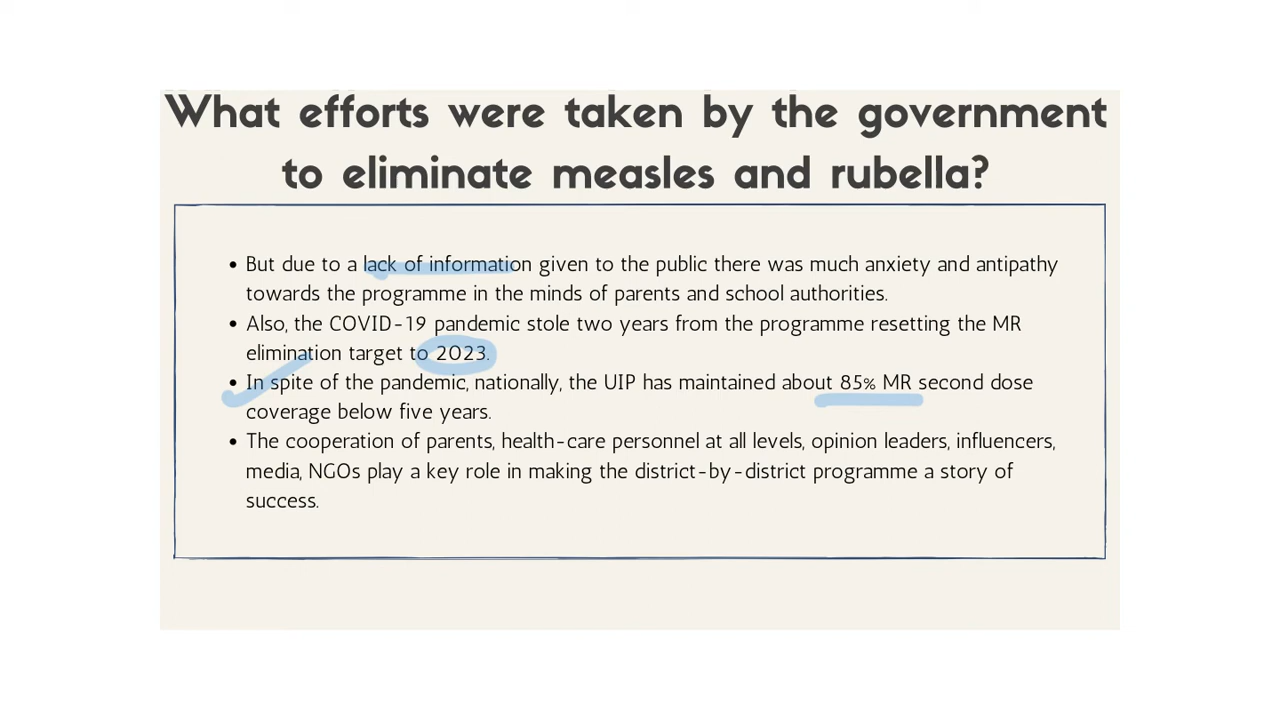 What efforts were taken by the government
to eliminate measles and rubella?
• But due to a lack of information given to the public there was much anxiety and antipathy
towards the programme in the minds of parents and school authorities.
• Also, the COVID-19 pandemic stole two years from the programme resetting the MR
elimination target to 2023.
• In spite of the pandemic, nationally, the UIP has maintained about 85% MR second dose
coverage below five years.
• The cooperation of parents, health-care personnel at all levels, opinion leaders, influencers,
media, NGOs play a key role in making the district-by-district programme a story of
success.